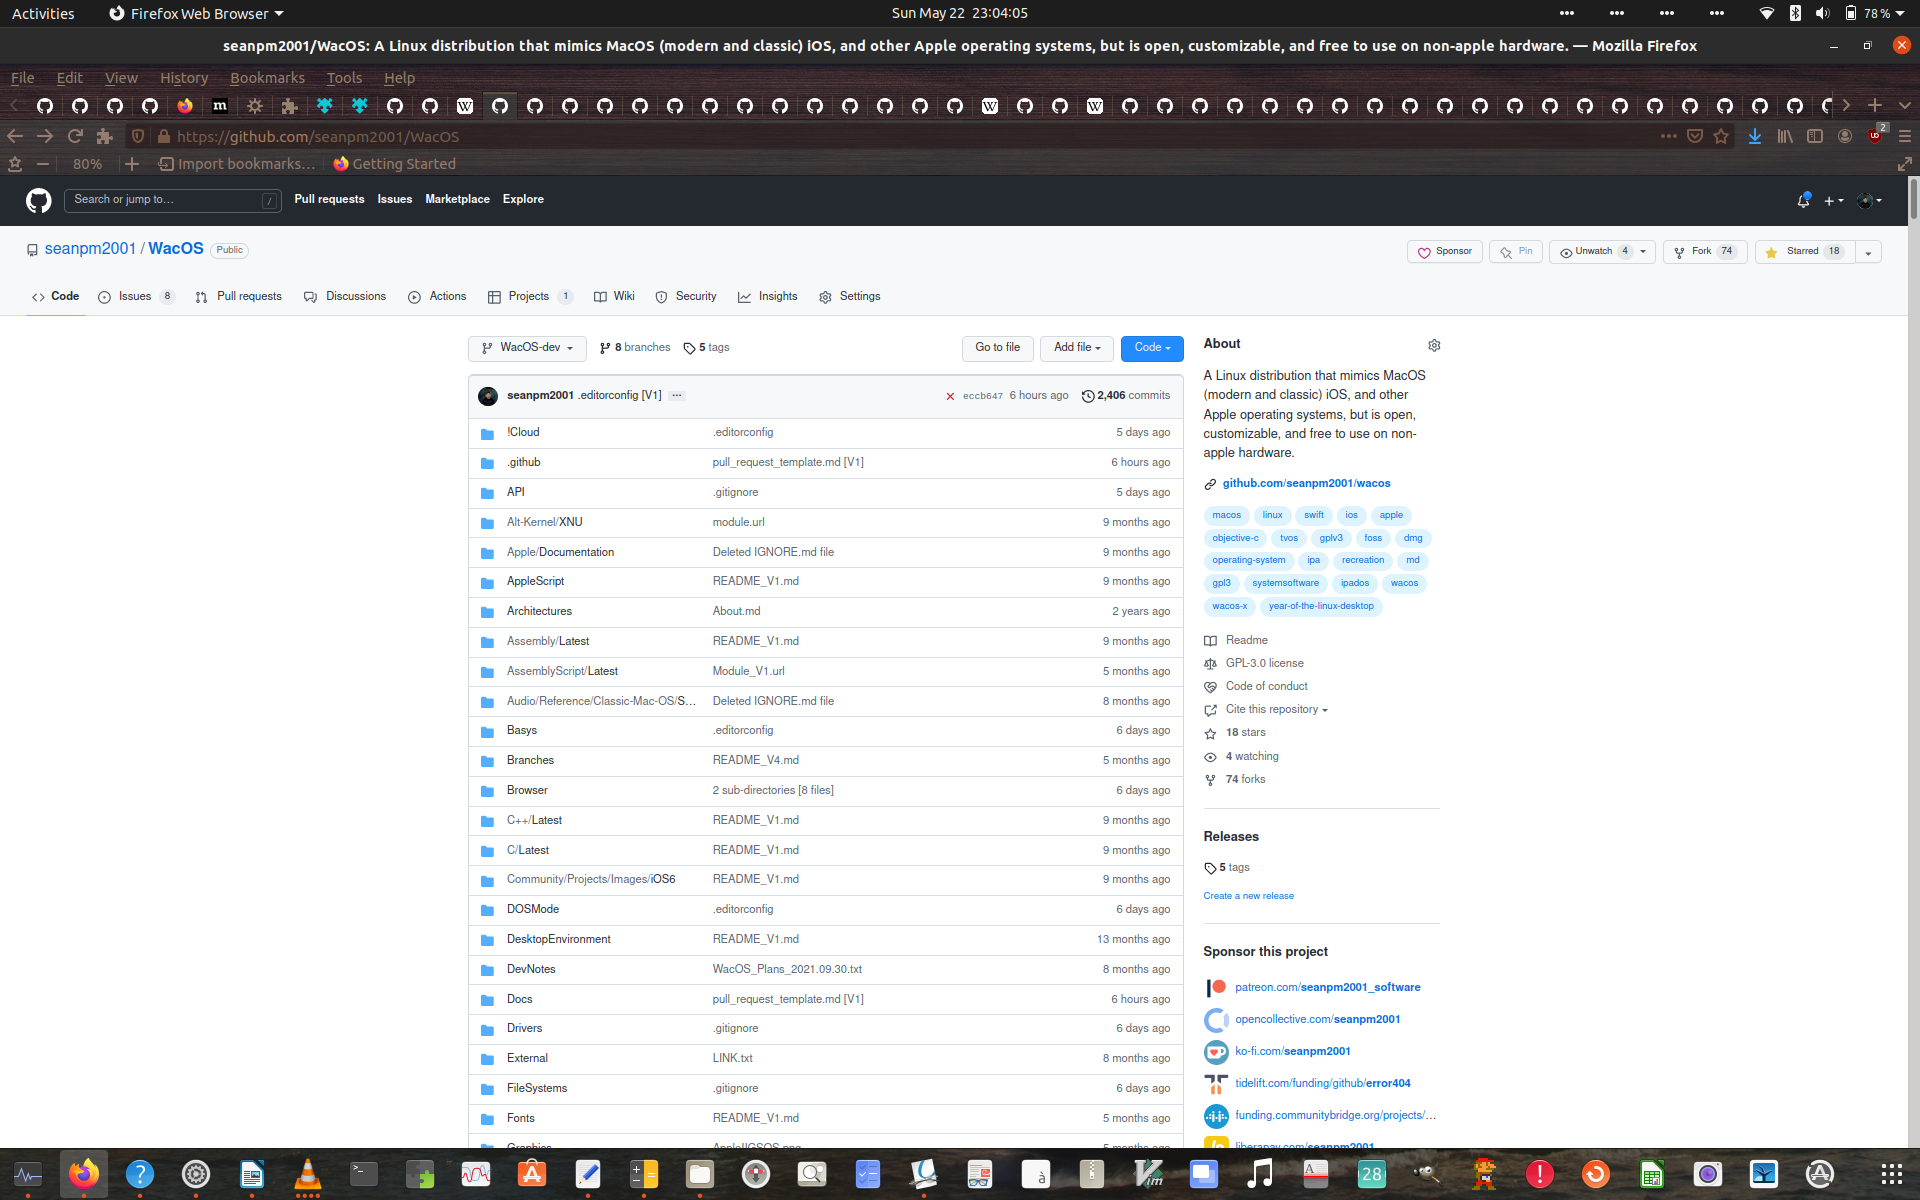 Activities
Firefox Web Browser
Sun May 22 23:04:05
78 %
seanpm2001/WacOS: A Linux distribution that mimics MacOS (modern and classic) iOS, and other Apple operating systems, but is open, customizable, and free to use on non-apple hardware. — Mozilla Firefox
File Edit View History Bookmarks Tools Help
https://github.com/seanpm2001/WacOS
2
80%
Import bookmarks...
Getting Started
Search or jump to...
/
Pull requests Issues Marketplace Explore
seanpm2001 / WacOS Public
Sponsor
Pin
Unwatch 4
Fork 74
Starred 18
Code
Issues 8
Pull requests
Discussions
Actions
Projects 1
Wiki
Security
Insights
Settings
WacOS-dev
8 branches
5 tags
Go to file
Add file
Code
seanpm2001 .editorconfig [V1] ...
eccb647 6 hours ago
2,406 commits
!Cloud .editorconfig 5 days ago
.github pull_request_template.md [V1] 6 hours ago
API .gitignore 5 days ago
Alt-Kernel/XNU module.url 9 months ago
Apple/Documentation Deleted IGNORE.md file 9 months ago
AppleScript README_V1.md 9 months ago
Architectures About.md 2 years ago
Assembly/Latest README_V1.md 9 months ago
AssemblyScript/Latest Module_V1.url 5 months ago
Audio/Reference/Classic-Mac-OS/S... Deleted IGNORE.md file 8 months ago
Basys .editorconfig 6 days ago
Branches README_V4.md 5 months ago
Browser 2 sub-directories [8 files] 6 days ago
C++/Latest README_V1.md 9 months ago
C/Latest README_V1.md 9 months ago
Community/Projects/Images/iOS6 README_V1.md 9 months ago
DOSMode .editorconfig 6 days ago
DesktopEnvironment README_V1.md 13 months ago
DevNotes WacOS_Plans_2021.09.30.txt 8 months ago
Docs pull_request_template.md [V1] 6 hours ago
Drivers .gitignore 6 days ago
External LINK.txt 8 months ago
FileSystems .gitignore 6 days ago
Fonts README_V1.md 5 months ago
Graphics AppleIIGSOS.png 5 months ago
About
A Linux distribution that mimics MacOS
(modern and classic) iOS, and other
Apple operating systems, but is open,
customizable, and free to use on non-
apple hardware.
github.com/seanpm2001/wacos
macos linux swift ios apple
objective-c tvos gplv3 foss dmg
operating-system ipa recreation md
gpl3 systemsoftware ipados wacos
wacos-x year-of-the-linux-desktop
Readme
GPL-3.0 license
Code of conduct
Cite this repository
18 stars
4 watching
74 forks
Releases
5 tags
Create a new release
Sponsor this project
patreon.com/seanpm2001_software
opencollective.com/seanpm2001
ko-fi.com/seanpm2001
tidelift.com/funding/github/error404
funding.communitybridge.org/projects/...
liberapay.com/seanpm2001
28